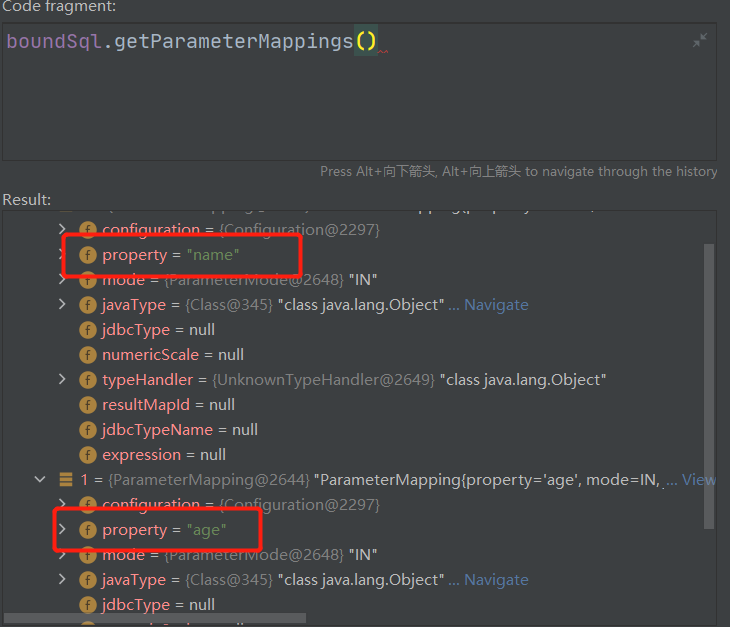 Code fragment:
boundSql.getParameterMappings()
Press Alt+向下箭头, Alt+向上箭头 to navigate through the history
Result:
configuration = {Configuration@2297}
property = "name"
mode = {ParameterMode@2648} "IN"
javaType = {Class@345} "class java.lang.Object" ... Navigate
jdbcType = null
numericScale = null
typeHandler = {UnknownTypeHandler@2649} "class java.lang.Object"
resultMapId = null
jdbcTypeName = null
expression = null
1 = {ParameterMapping@2644} "ParameterMapping{property='age', mode=IN, ... View
configuration = {Configuration@2297}
property = "age"
mode = {ParameterMode@2648} "IN"
javaType = {Class@345} "class java.lang.Object" ... Navigate
jdbcType = null